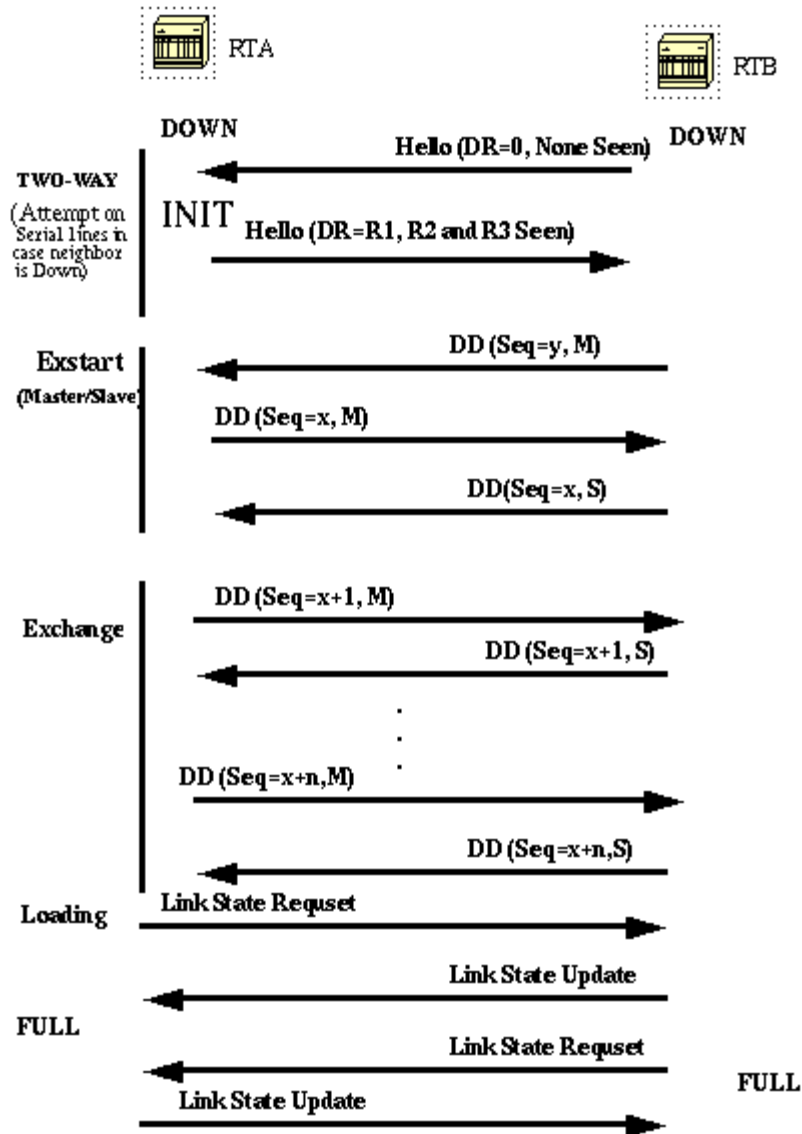 RTA
RTB
DOWN
DOWN
Hello (DR=0, None Seen)
TWO-WAY
(Attempt on
Serial lines in
case neighbor
is Down)
INIT
Hello (DR=R1, R2 and R3 Seen)
Exstart
(Master/Slave)
DD (Seq=y, M)
DD (Seq=x, M)
DD(Seq=x, S)
Exchange
DD (Seq=x+1, M)
DD (Seq=x+1, S)
.
.
.
DD (Seq=x+n,M)
DD (Seq=x+n,S)
Loading
Link State Requset
Link State Update
FULL
Link State Requset
FULL
Link State Update